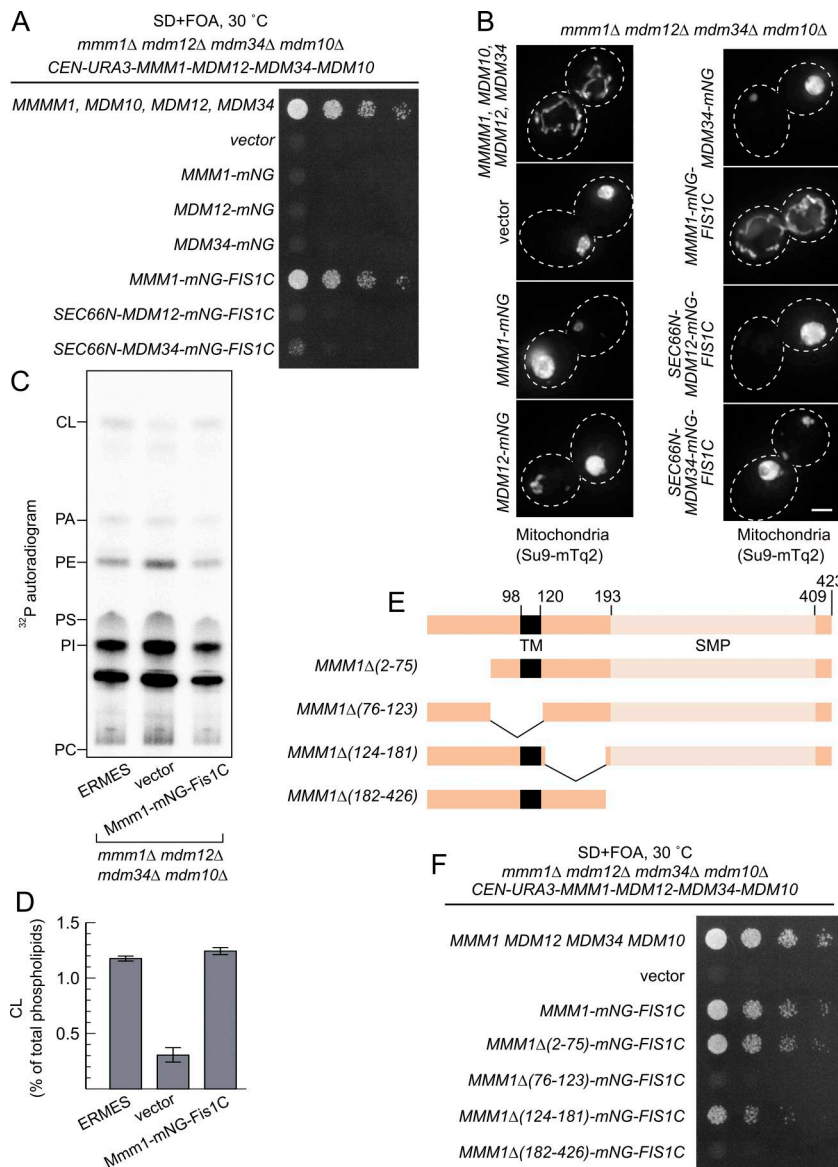 A
SD+FOA, 30 ˚C
mmm1Δ mdm12Δ mdm34Δ mdm10Δ
CEN-URA3-MMM1-MDM12-MDM34-MDM10
MMMM1, MDM10, MDM12, MDM34
vector
MMM1-mNG
MDM12-mNG
MDM34-mNG
MMM1-mNG-FIS1C
SEC66N-MDM12-mNG-FIS1C
SEC66N-MDM34-mNG-FIS1C
B
mmm1Δ mdm12Δ mdm34Δ mdm10Δ
MMMM1, MDM10,
MDM12, MDM34
vector
MMM1-mNG
MDM12-mNG
Mitochondria
(Su9-mTq2)
MDM34-mNG
MMM1-mNG-
FIS1C
SEC66N-
MDM12-mNG-
FIS1C
SEC66N-
MDM34-mNG-
FIS1C
Mitochondria
(Su9-mTq2)
C
32P autoradiogram
CL
PA
PE
PS
PI
PC
ERMES
vector
Mmm1-mNG-Fis1C
mmm1Δ mdm12Δ
mdm34Δ mdm10Δ
D
CL
(% of total phospholipids)
1.5
1.0
0.5
ERMES
vector
Mmm1-mNG-Fis1C
E
98 120 193 409 423
TM SMP
MMM1Δ(2-75)
MMM1Δ(76-123)
MMM1Δ(124-181)
MMM1Δ(182-426)
F
SD+FOA, 30 ˚C
mmm1Δ mdm12Δ mdm34Δ mdm10Δ
CEN-URA3-MMM1-MDM12-MDM34-MDM10
MMM1 MDM12 MDM34 MDM10
vector
MMM1-mNG-FIS1C
MMM1Δ(2-75)-mNG-FIS1C
MMM1Δ(76-123)-mNG-FIS1C
MMM1Δ(124-181)-mNG-FIS1C
MMM1Δ(182-426)-mNG-FIS1C